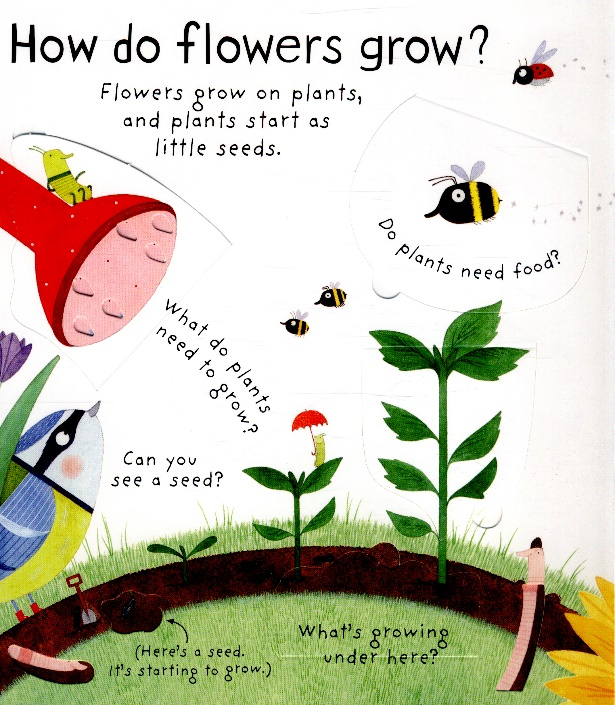 How do flowers grow?
Flowers grow on plants,
and plants start as
little seeds.
Do plants need food?
What do plants
need to grow?
Can you
see a seed?
(Here's a seed.
It's starting to grow.)
What's growing
under here?